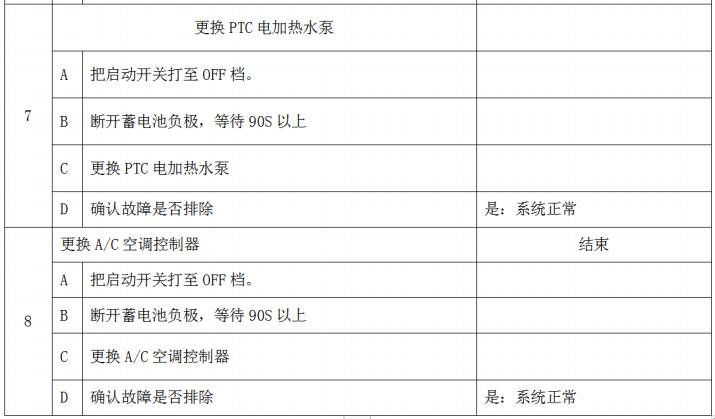 更换 PTC 电加热水泵
7
A 把启动开关打至 OFF 档。
B 断开蓄电池负极，等待 90S 以上
C 更换 PTC 电加热水泵
D 确认故障是否排除 是：系统正常
8
更换 A/C 空调控制器 结束
A 把启动开关打至 OFF 档。
B 断开蓄电池负极，等待 90S 以上
C 更换 A/C 空调控制器
D 确认故障是否排除 是：系统正常